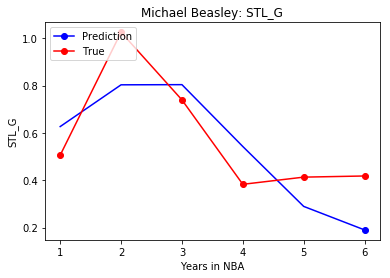 Michael Beasley: STL_G
Prediction
True
1.0
0.8
0.6
0.4
0.2
STL_G
1 2 3 4 5 6
Years in NBA